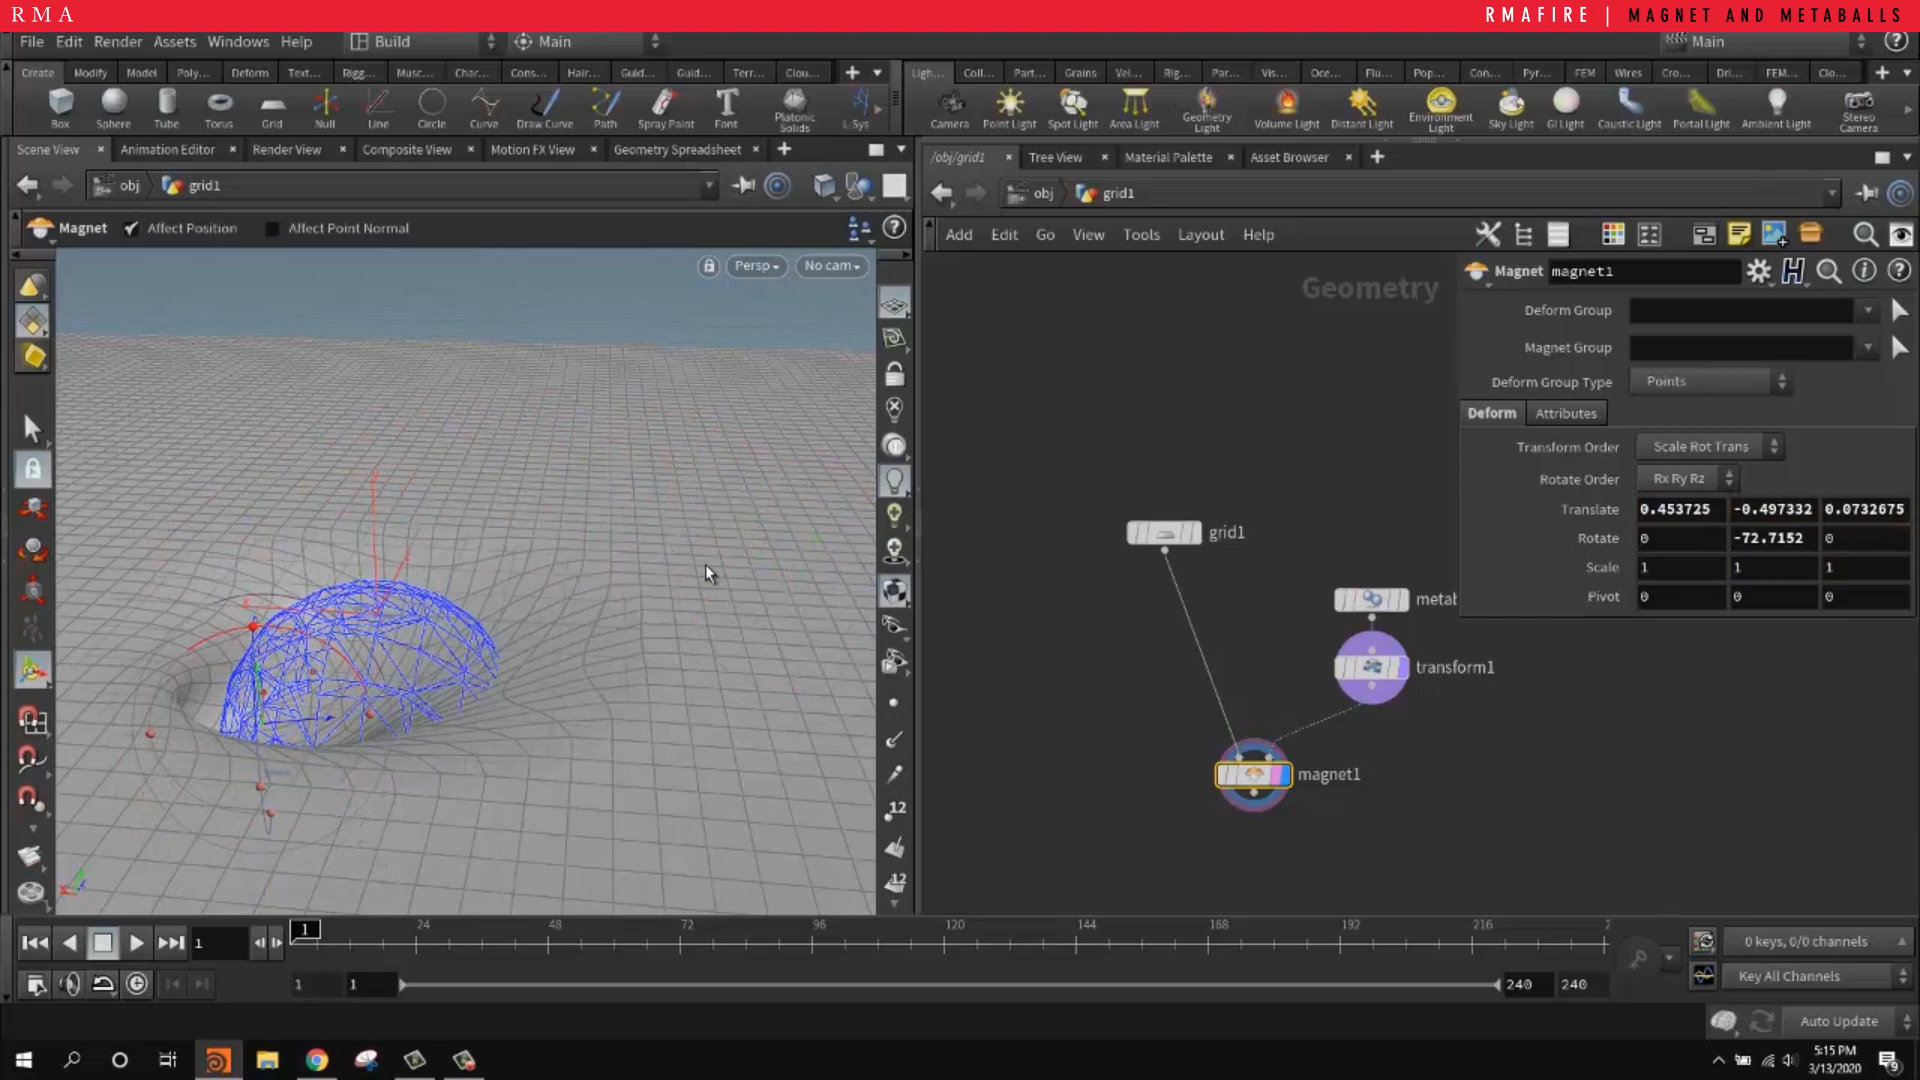 RMA
RMAFIRE | MAGNET AND METABALLS
File Edit Render Assets Windows Help
Build
Main
Main
Create Modify Model Poly... Deform Text... Rigg... Musc... Char... Cons... Hair... Guid... Guid... Terr... Clou...
Ligh... Coll... Part... Grains Vel... Rig... Par... Vis... Oce... Flu... Pop... Con... Pyr... FEM Wires Cro... Dri... FEM... Clo...
Box Sphere Tube Torus Grid Null Line Circle Curve Draw Curve Path Spray Paint Font Platonic Solids L-Sys
Camera Point Light Spot Light Area Light Geometry Light Volume Light Distant Light Environment Light Sky Light GI Light Caustic Light Portal Light Ambient Light Stereo Camera
Scene View Animation Editor Render View Composite View Motion FX View Geometry Spreadsheet
/obj/grid1 Tree View Material Palette Asset Browser
obj grid1
obj grid1
Magnet Affect Position Affect Point Normal
Add Edit Go View Tools Layout Help
Persp No cam
Geometry
Magnet magnet1
Deform Group
Magnet Group
Deform Group Type Points
Deform Attributes
Transform Order Scale Rot Trans
Rotate Order Rx Ry Rz
Translate 0.453725 -0.497332 0.0732675
Rotate 0 -72.7152 0
Scale 1 1 1
Pivot 0 0 0
grid1
metab
transform1
magnet1
12
12
1
1 24 48 72 96 120 144 168 192 216 2
0 keys, 0/0 channels
1 1 240 240
Key All Channels
Auto Update
5:15 PM
3/13/2020
9